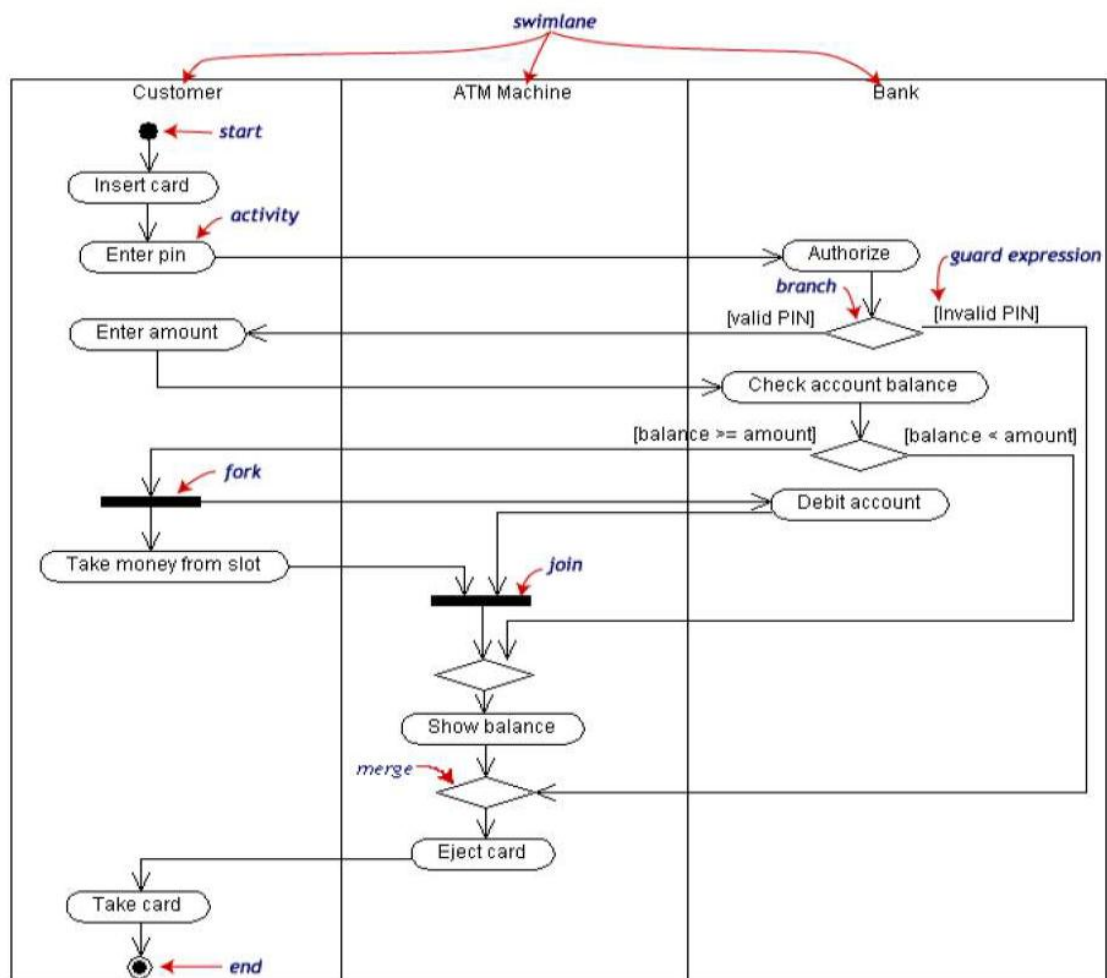 swimlane
Customer
ATM Machine
Bank
start
Insert card
activity
Enter pin
Authorize
guard expression
branch
Enter amount
[valid PIN]
[Invalid PIN]
Check account balance
[balance >= amount]
[balance < amount]
fork
Debit account
Take money from slot
join
Show balance
merge
Eject card
Take card
end